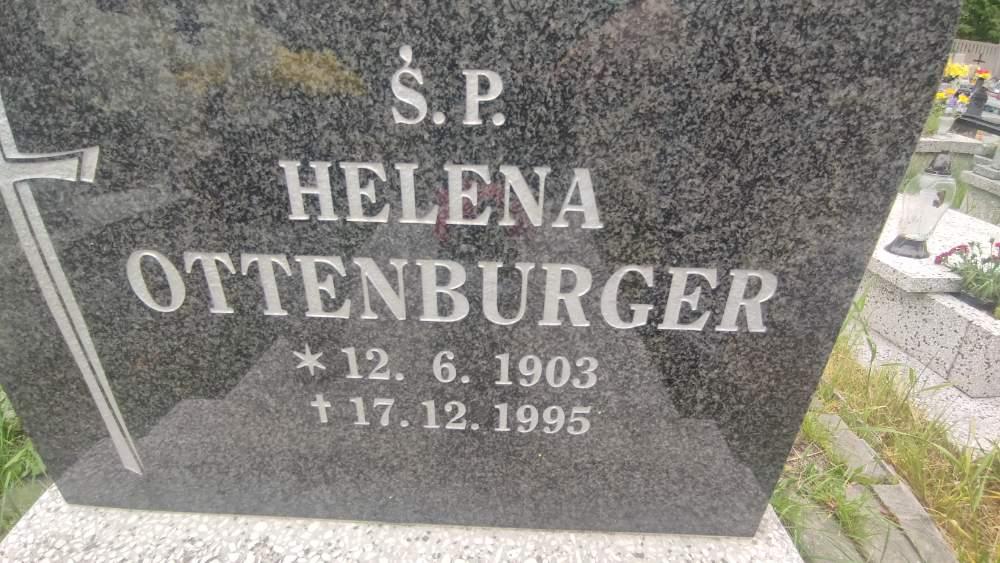 Ś. P.
HELENA
OTTENBURGER
* 12. 6. 1903
† 17. 12. 1995